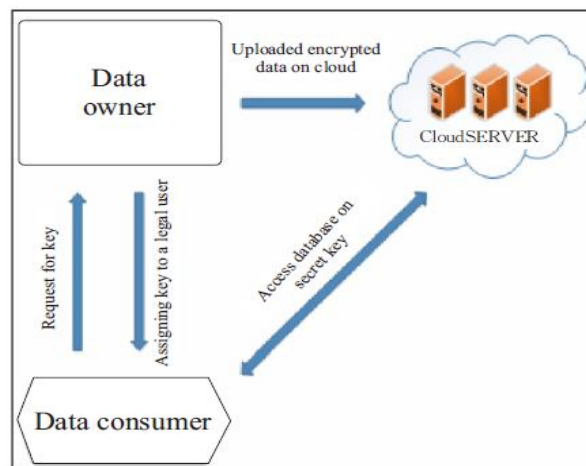 Data
owner
Uploaded encrypted
data on cloud
CloudSERVER
Request for key
Assigning key to a legal user
Access database on
secret key
Data consumer